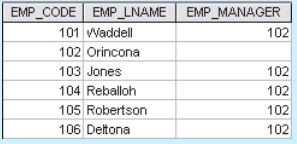 EMP_CODE EMP_LNAME EMP_MANAGER
101 Waddell 102
102 Orincona
103 Jones 102
104 Reballoh 102
105 Robertson 102
106 Deltona 102